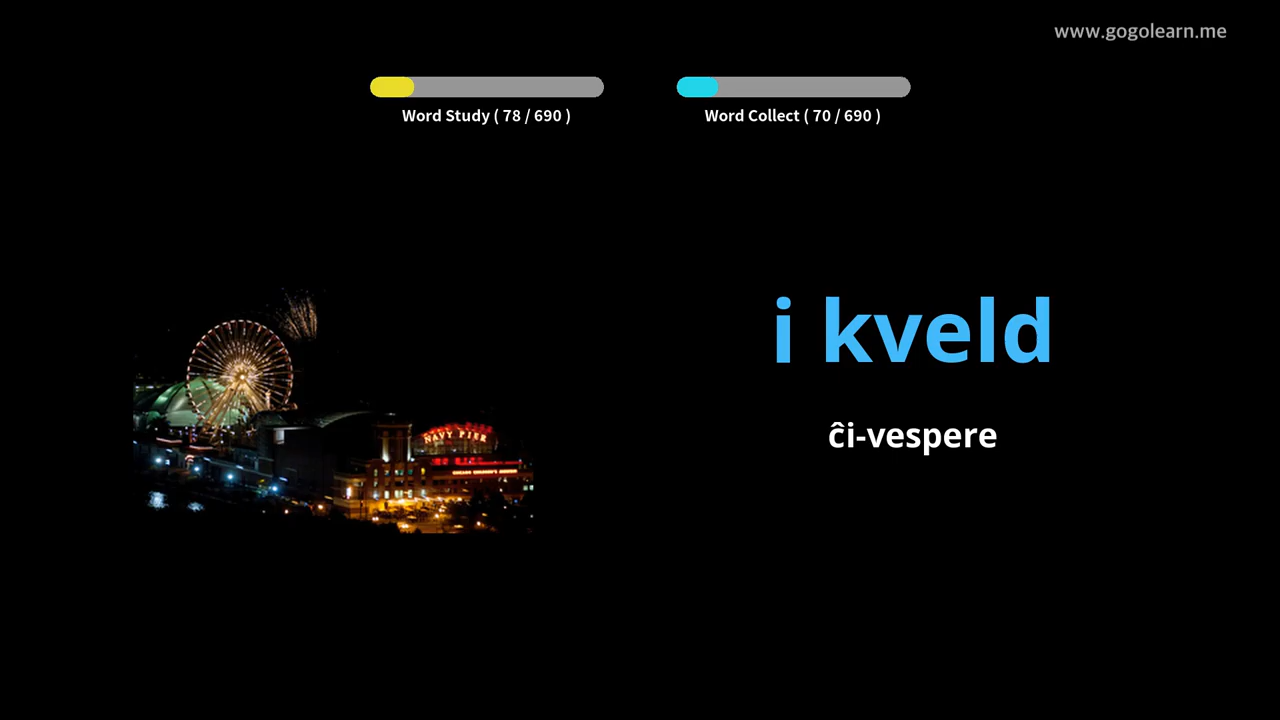 www.gogolearn.me
Word Study ( 78 / 690 )
Word Collect ( 70 / 690 )
i kveld
ĉi-vespere
NAVY PIER